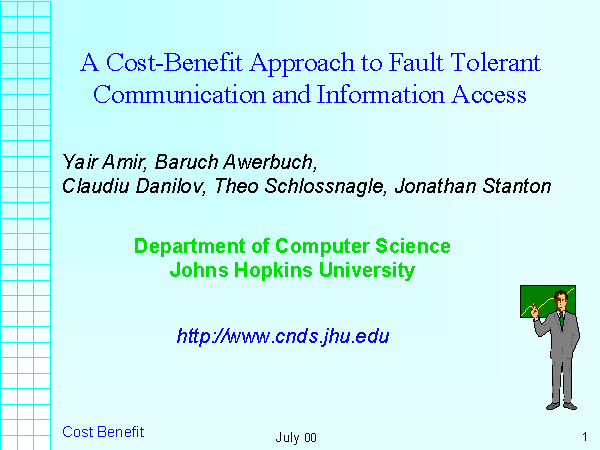 A Cost-Benefit Approach to Fault Tolerant
Communication and Information Access
Yair Amir, Baruch Awerbuch,
Claudiu Danilov, Theo Schlossnagle, Jonathan Stanton
Department of Computer Science
Johns Hopkins University
http://www.cnds.jhu.edu
Cost Benefit
July 00
1